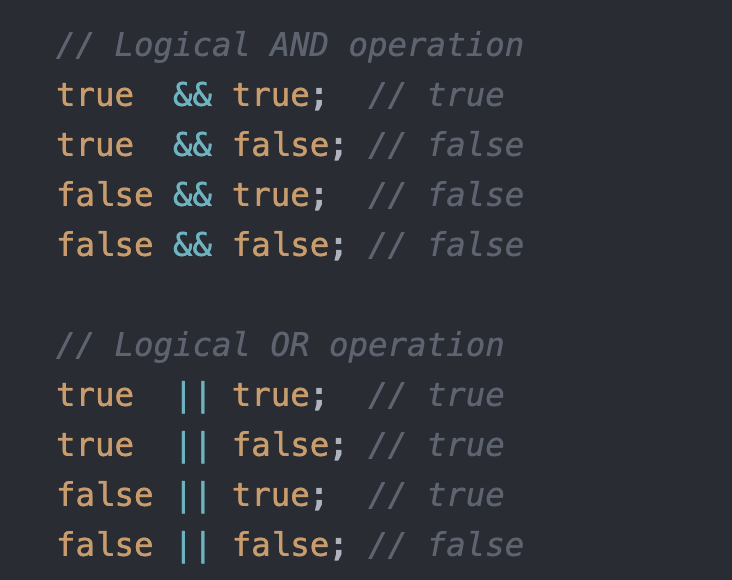 // Logical AND operation
true  && true;  // true
true  && false; // false
false && true;  // false
false && false; // false

// Logical OR operation
true  || true;  // true
true  || false; // true
false || true;  // true
false || false; // false